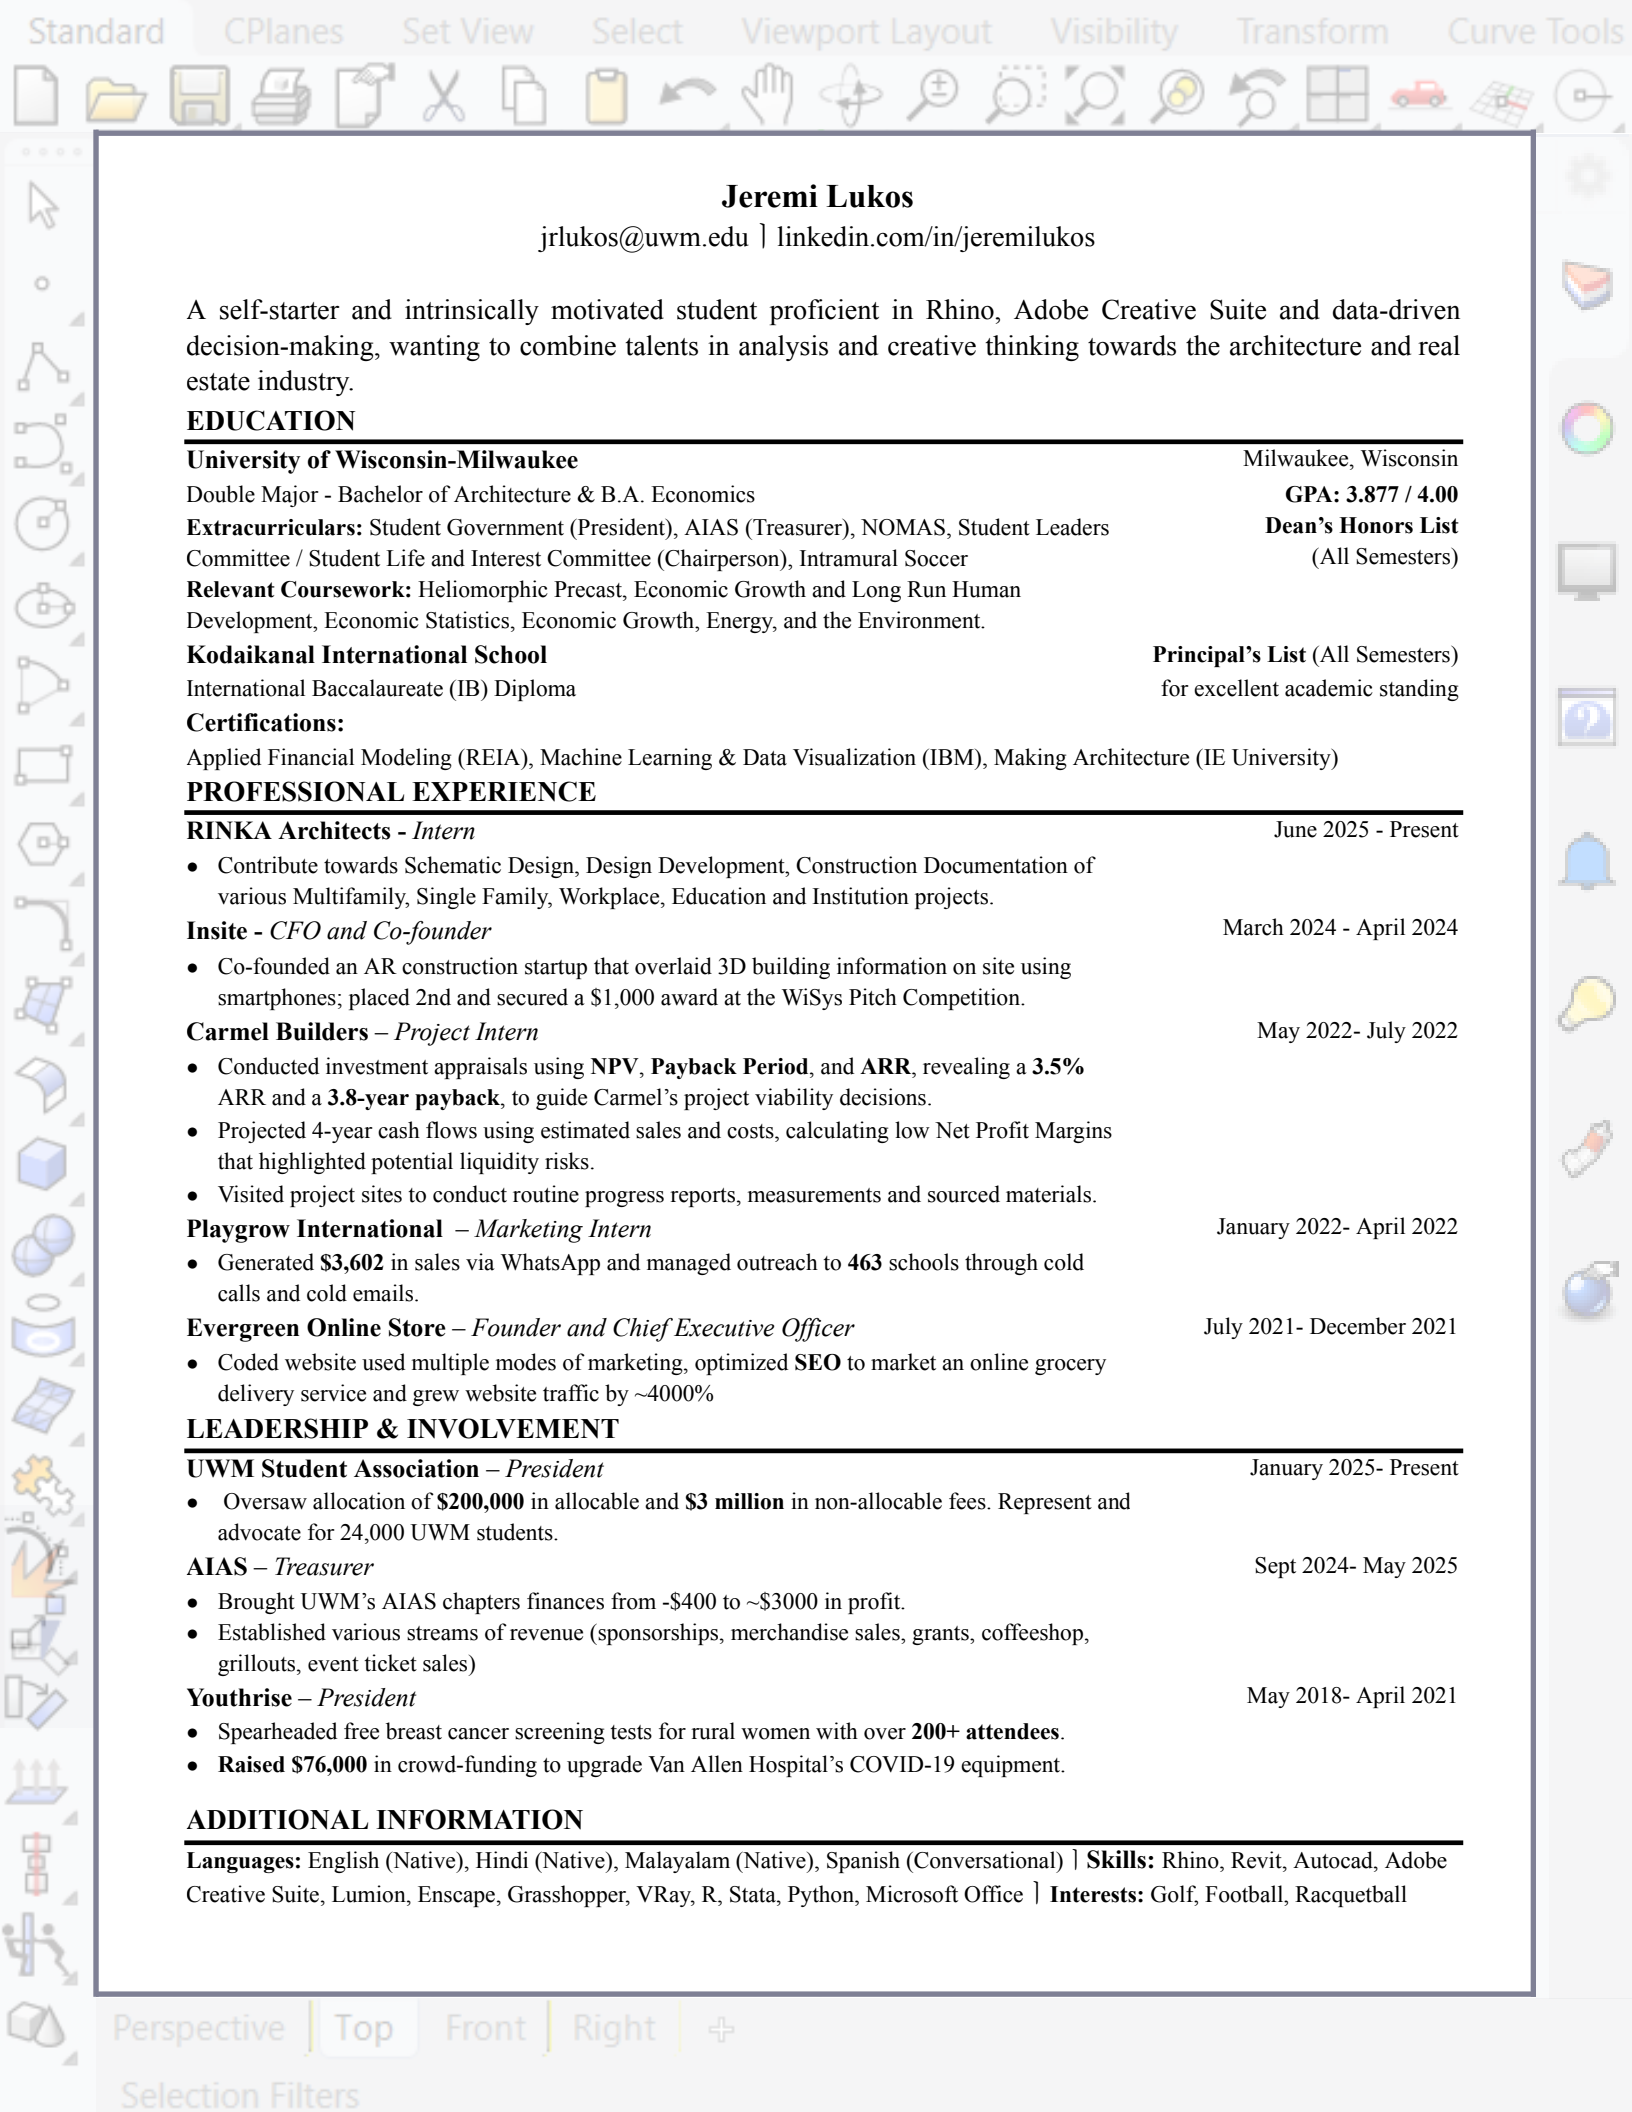 Standard CPlanes Set View Select Viewport Layout Visibility Transform Curve Tools
Jeremi Lukos
jrlukos@uwm.edu ⎤ linkedin.com/in/jeremilukos
A self-starter and intrinsically motivated student proficient in Rhino, Adobe Creative Suite and data-driven
decision-making, wanting to combine talents in analysis and creative thinking towards the architecture and real
estate industry.
EDUCATION
University of Wisconsin-Milwaukee Milwaukee, Wisconsin
Double Major - Bachelor of Architecture & B.A. Economics GPA: 3.877 / 4.00
Extracurriculars: Student Government (President), AIAS (Treasurer), NOMAS, Student Leaders Dean’s Honors List
Committee / Student Life and Interest Committee (Chairperson), Intramural Soccer (All Semesters)
Relevant Coursework: Heliomorphic Precast, Economic Growth and Long Run Human
Development, Economic Statistics, Economic Growth, Energy, and the Environment.
Kodaikanal International School Principal’s List (All Semesters)
International Baccalaureate (IB) Diploma for excellent academic standing
Certifications:
Applied Financial Modeling (REIA), Machine Learning & Data Visualization (IBM), Making Architecture (IE University)
PROFESSIONAL EXPERIENCE
RINKA Architects - Intern June 2025 - Present
● Contribute towards Schematic Design, Design Development, Construction Documentation of
various Multifamily, Single Family, Workplace, Education and Institution projects.
Insite - CFO and Co-founder March 2024 - April 2024
● Co-founded an AR construction startup that overlaid 3D building information on site using
smartphones; placed 2nd and secured a $1,000 award at the WiSys Pitch Competition.
Carmel Builders – Project Intern May 2022- July 2022
● Conducted investment appraisals using NPV, Payback Period, and ARR, revealing a 3.5%
ARR and a 3.8-year payback, to guide Carmel’s project viability decisions.
● Projected 4-year cash flows using estimated sales and costs, calculating low Net Profit Margins
that highlighted potential liquidity risks.
● Visited project sites to conduct routine progress reports, measurements and sourced materials.
Playgrow International – Marketing Intern January 2022- April 2022
● Generated $3,602 in sales via WhatsApp and managed outreach to 463 schools through cold
calls and cold emails.
Evergreen Online Store – Founder and Chief Executive Officer July 2021- December 2021
● Coded website used multiple modes of marketing, optimized SEO to market an online grocery
delivery service and grew website traffic by ~4000%
LEADERSHIP & INVOLVEMENT
UWM Student Association – President January 2025- Present
● Oversaw allocation of $200,000 in allocable and $3 million in non-allocable fees. Represent and
advocate for 24,000 UWM students.
AIAS – Treasurer Sept 2024- May 2025
● Brought UWM’s AIAS chapters finances from -$400 to ~$3000 in profit.
● Established various streams of revenue (sponsorships, merchandise sales, grants, coffeeshop,
grillouts, event ticket sales)
Youthrise – President May 2018- April 2021
● Spearheaded free breast cancer screening tests for rural women with over 200+ attendees.
● Raised $76,000 in crowd-funding to upgrade Van Allen Hospital’s COVID-19 equipment.
ADDITIONAL INFORMATION
Languages: English (Native), Hindi (Native), Malayalam (Native), Spanish (Conversational) ⎤ Skills: Rhino, Revit, Autocad, Adobe
Creative Suite, Lumion, Enscape, Grasshopper, VRay, R, Stata, Python, Microsoft Office ⎤ Interests: Golf, Football, Racquetball
Perspective Top Front Right
Selection Filters